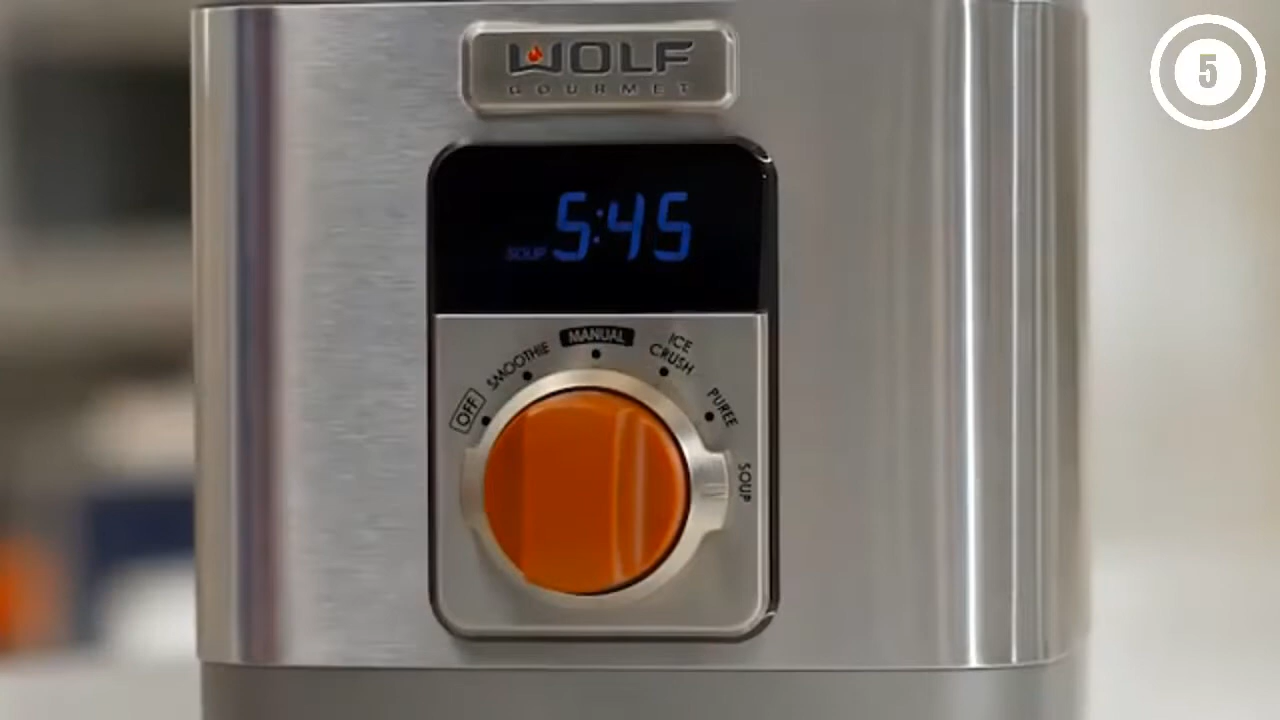 5
WOLF
GOURMET
SOUP 5:45
OFF
SMOOTHIE
MANUAL
ICE
CRUSH
PUREE
SOUP